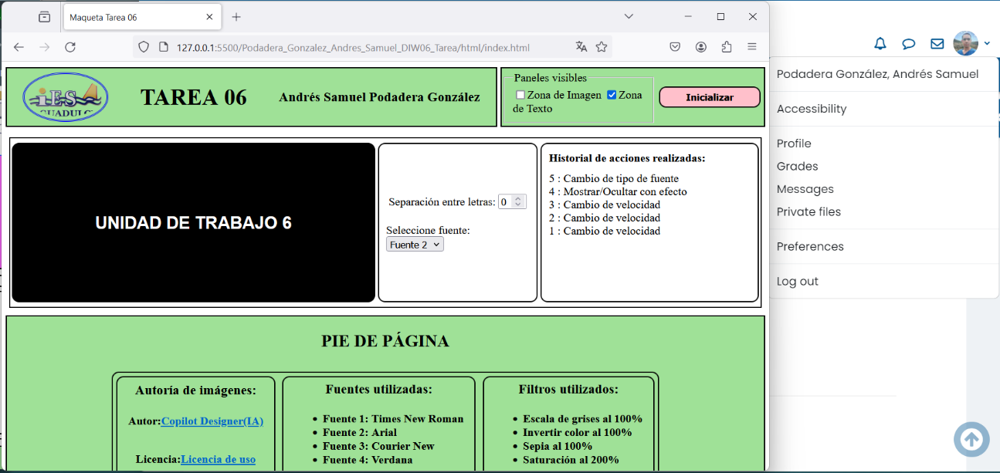 Maqueta Tarea 06
127.0.0.1:5500/Podadera_Gonzalez_Andres_Samuel_DIW06_Tarea/html/index.html
iES
GUADULC
TAREA 06
Andrés Samuel Podadera González
Paneles visibles
Zona de Imagen Zona
de Texto
Inicializar
UNIDAD DE TRABAJO 6
Separación entre letras: 0
Seleccione fuente:
Fuente 2
Historial de acciones realizadas:
5 : Cambio de tipo de fuente
4 : Mostrar/Ocultar con efecto
3 : Cambio de velocidad
2 : Cambio de velocidad
1 : Cambio de velocidad
PIE DE PÁGINA
Autoría de imágenes:
Autor:Copilot Designer(IA)
Licencia:Licencia de uso
Fuentes utilizadas:
Fuente 1: Times New Roman
Fuente 2: Arial
Fuente 3: Courier New
Fuente 4: Verdana
Filtros utilizados:
Escala de grises al 100%
Invertir color al 100%
Sepia al 100%
Saturación al 200%
Podadera González, Andrés Samuel
Accessibility
Profile
Grades
Messages
Private files
Preferences
Log out